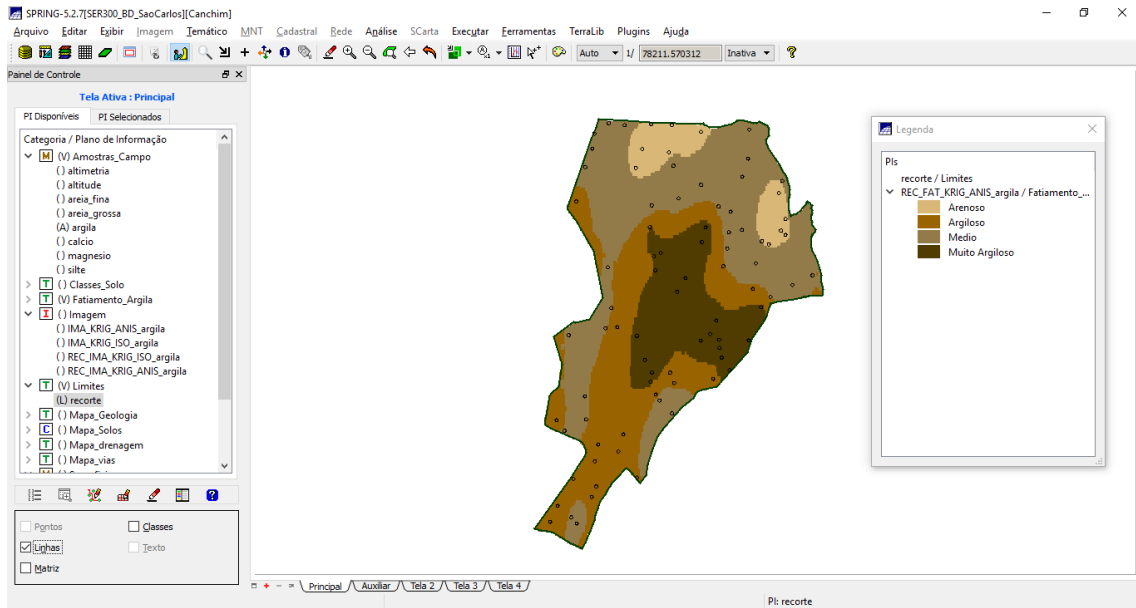 SPRING-5.2.7[SER300_BD_SaoCarlos][Canchim]
Arquivo Editar Exibir Imagem Temático MNT Cadastral Rede Análise SCarta Executar Ferramentas TerraLib Plugins Ajuda
Auto 1/ 78211.570312 Inativa
Painel de Controle
Tela Ativa : Principal
PI Disponíveis PI Selecionados
Categoria / Plano de Informação
M (V) Amostras_Campo
() altimetria
() altitude
() areia_fina
() areia_grossa
(A) argila
() calcio
() magnesio
() silte
T () Classes_Solo
T (V) Fatiamento_Argila
I () Imagem
() IMA_KRIG_ANIS_argila
() IMA_KRIG_ISO_argila
() REC_IMA_KRIG_ISO_argila
() REC_IMA_KRIG_ANIS_argila
T (V) Limites
(L) recorte
T () Mapa_Geologia
C () Mapa_Solos
T () Mapa_drenagem
T () Mapa_vias
Pontos Classes
Linhas Texto
Matriz
Legenda
PIs
recorte / Limites
REC_FAT_KRIG_ANIS_argila / Fatiamento_...
Arenoso
Argiloso
Medio
Muito Argiloso
Principal Auxiliar Tela 2 Tela 3 Tela 4
PI: recorte